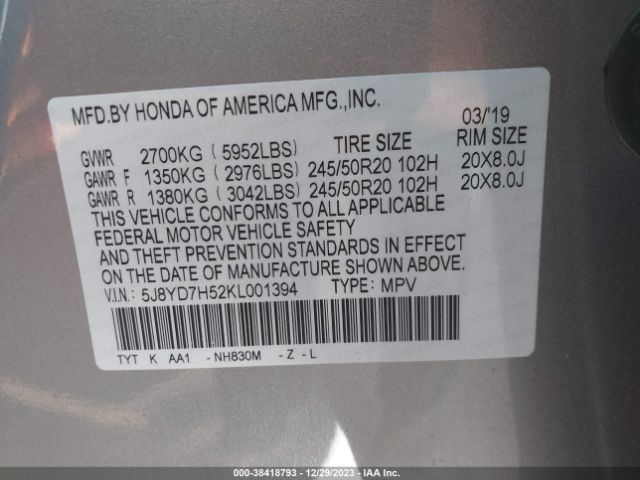 MFD.BY HONDA OF AMERICA MFG.,INC. 03/'19
GVWR 2700KG ( 5952LBS) TIRE SIZE RIM SIZE
GAWR F 1350KG ( 2976LBS) 245/50R20 102H 20X8.0J
GAWR R 1380KG ( 3042LBS) 245/50R20 102H 20X8.0J
THIS VEHICLE CONFORMS TO ALL APPLICABLE
FEDERAL MOTOR VEHICLE SAFETY
AND THEFT PREVENTION STANDARDS IN EFFECT
ON THE DATE OF MANUFACTURE SHOWN ABOVE.
V.I.N.: 5J8YD7H52KL001394 TYPE: MPV
TYT K AA1 -NH830M -Z -L
000-38418793 - 12/29/2023 - IAA Inc.